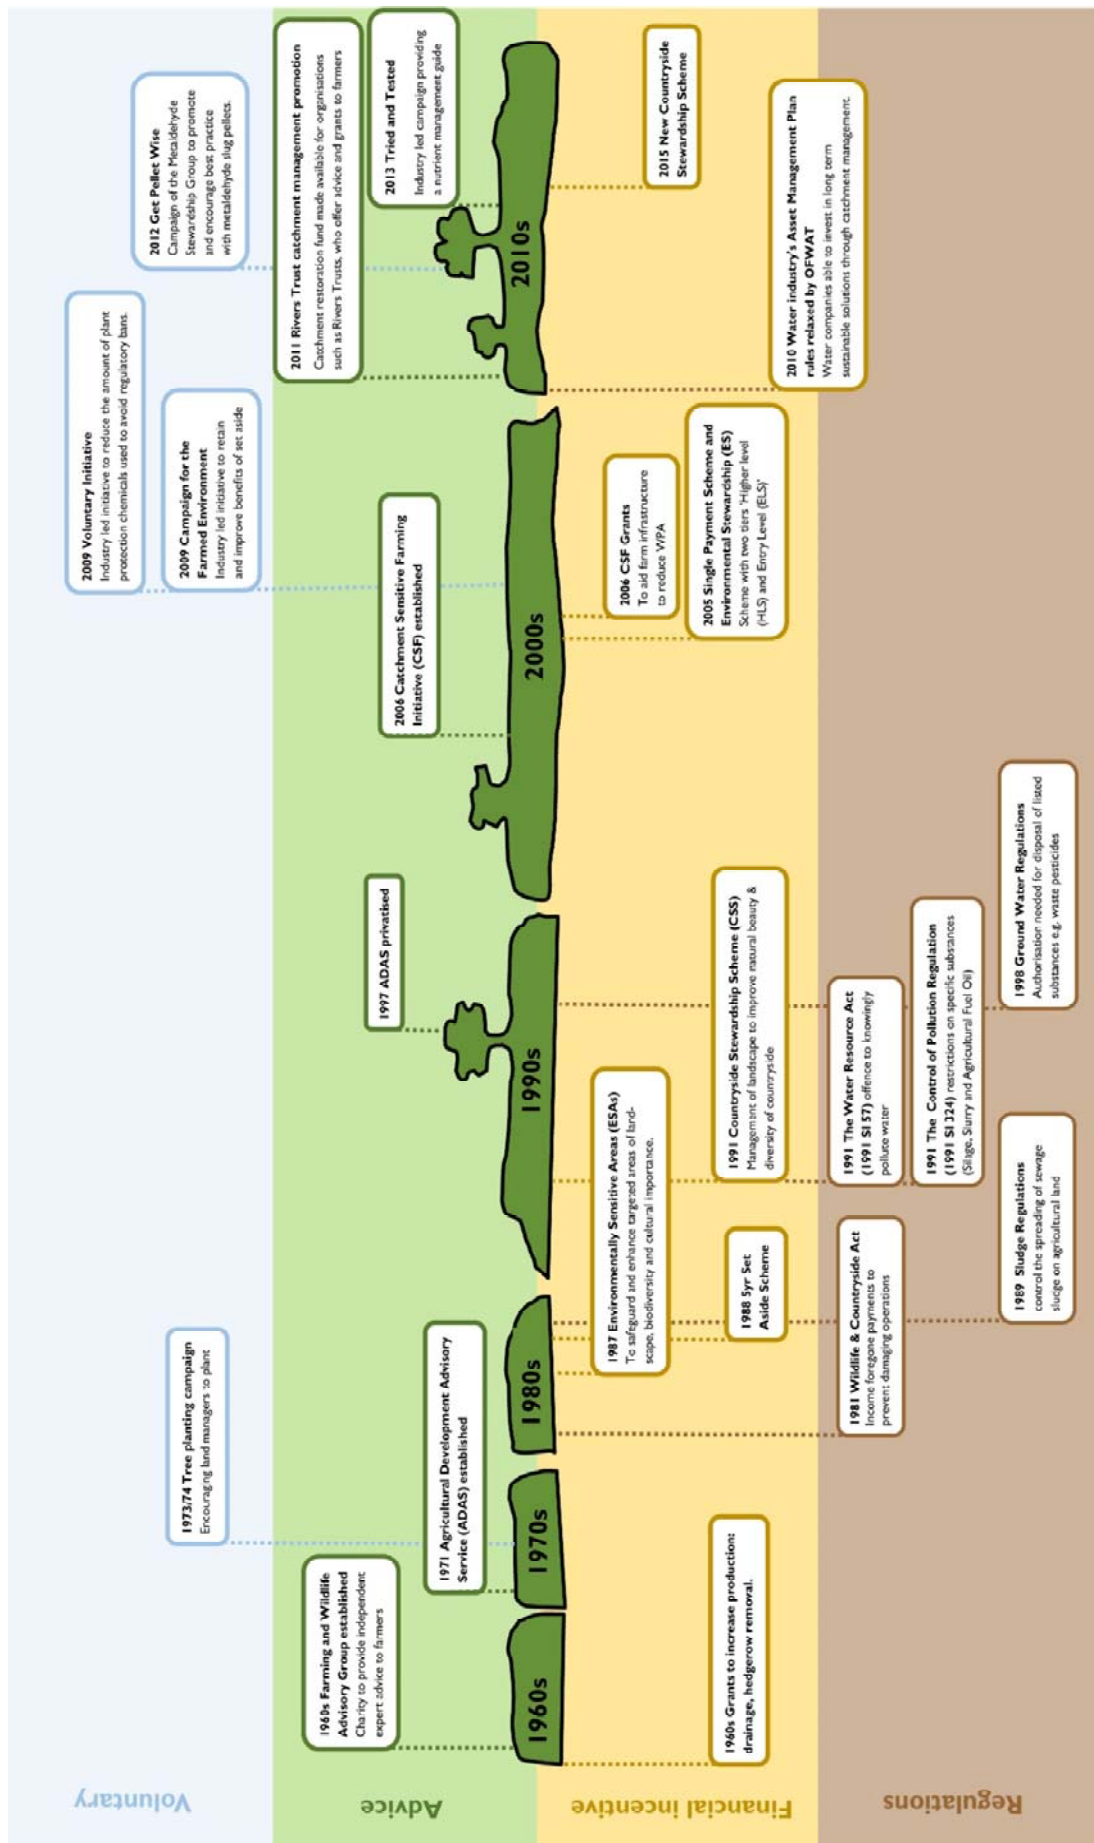 Voluntary
Advice
Financial incentive
Regulations
2009 Voluntary Initiative
Industry led initiative to reduce the amount of plant
protection chemicals used to avoid regulatory bans.
2012 Get Pellet Wise
Campaign of the Metaldehyde
Stewardship Group to promote
and encourage best practice
with metaldehyde slug pellets.
1973/74 Tree planting campaign
Encouraging land managers to plant
2009 Campaign for the
Farmed Environment
Industry led initiative to retain
and improve benefits of set aside
1960s Farming and Wildlife
Advisory Group established
Charity to provide independent
expert advice to farmers
1971 Agricultural Development Advisory
Service (ADAS) established
1997 ADAS privatised
2006 Catchment Sensitive Farming
Initiative (CSF) established
2011 Rivers Trust catchment management promotion
Catchment restoration fund made available for organisations
such as Rivers Trusts, who offer advice and grants to farmers
2013 Tried and Tested
Industry led campaign providing
a nutrient management guide
1960s
1970s
1980s
1990s
2000s
2010s
1960s Grants to increase production:
drainage, hedgerow removal.
1987 Environmentally Sensitive Areas (ESAs)
To safeguard and enhance targeted areas of land-
scape, biodiversity and cultural importance.
1988 5yr Set
Aside Scheme
1991 Countryside Stewardship Scheme (CSS)
Management of landscape to improve natural beauty &
diversity of countryside
2006 CSF Grants
To aid farm infrastructure
to reduce WPA
2005 Single Payment Scheme and
Environmental Stewardship (ES)
Scheme with two tiers 'Higher level
(HLS) and Entry Level (ELS)'
2015 New Countryside
Stewardship Scheme
2010 Water industry's Asset Management Plan
rules relaxed by OFWAT
Water companies able to invest in long term
sustainable solutions through catchment management.
1981 Wildlife & Countryside Act
Income foregone payments to
prevent damaging operations
1989 Sludge Regulations
control the spreading of sewage
sludge on agricultural land
1991 The Water Resource Act
(1991 SI 57) offence to knowingly
pollute water
1991 The Control of Pollution Regulation
(1991 SI 324) restrictions on specific substances
(Silage, Slurry and Agricultural Fuel Oil)
1998 Ground Water Regulations
Authorisation needed for disposal of listed
substances e.g. waste pesticides